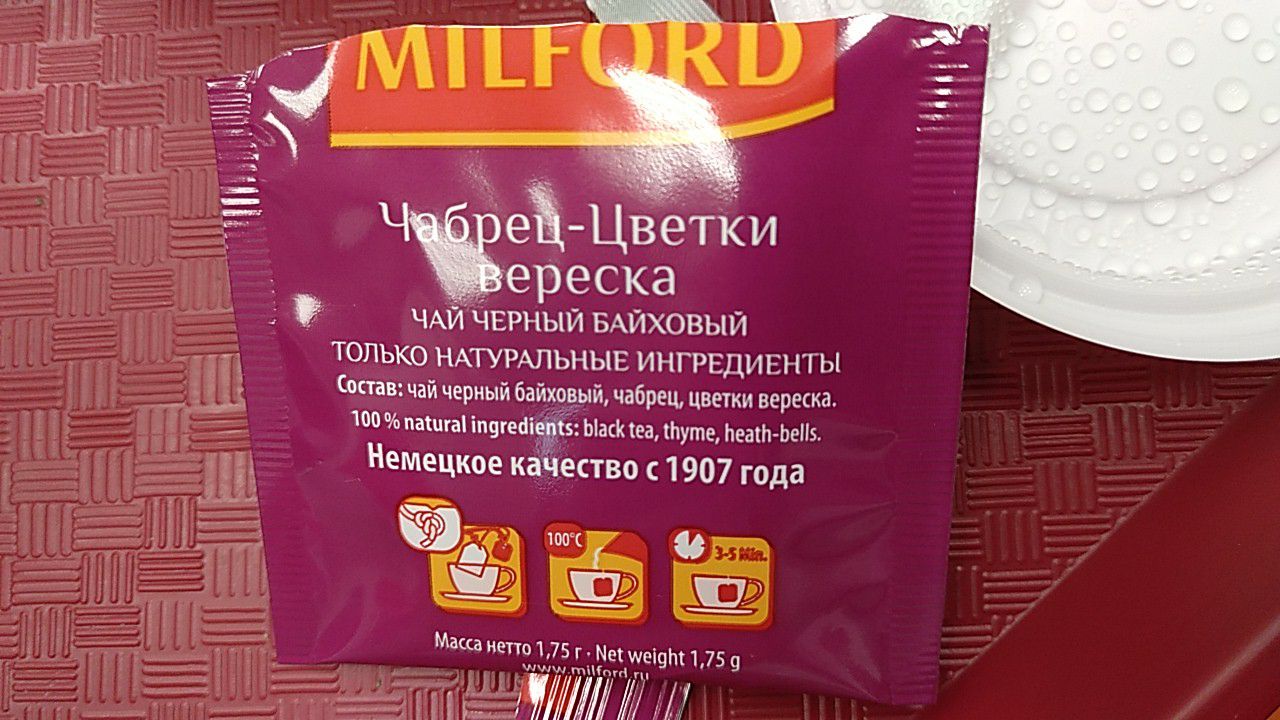 MILFORD
Чабрец-Цветки
вереска
ЧАЙ ЧЕРНЫЙ БАЙХОВЫЙ
ТОЛЬКО НАТУРАЛЬНЫЕ ИНГРЕДИЕНТЫ
Состав: чай черный байховый, чабрец, цветки вереска.
100 % natural ingredients: black tea, thyme, heath-bells.
Немецкое качество с 1907 года
100°C
3-5 Min.
Масса нетто 1,75 г · Net weight 1,75 g
www.milford.ru